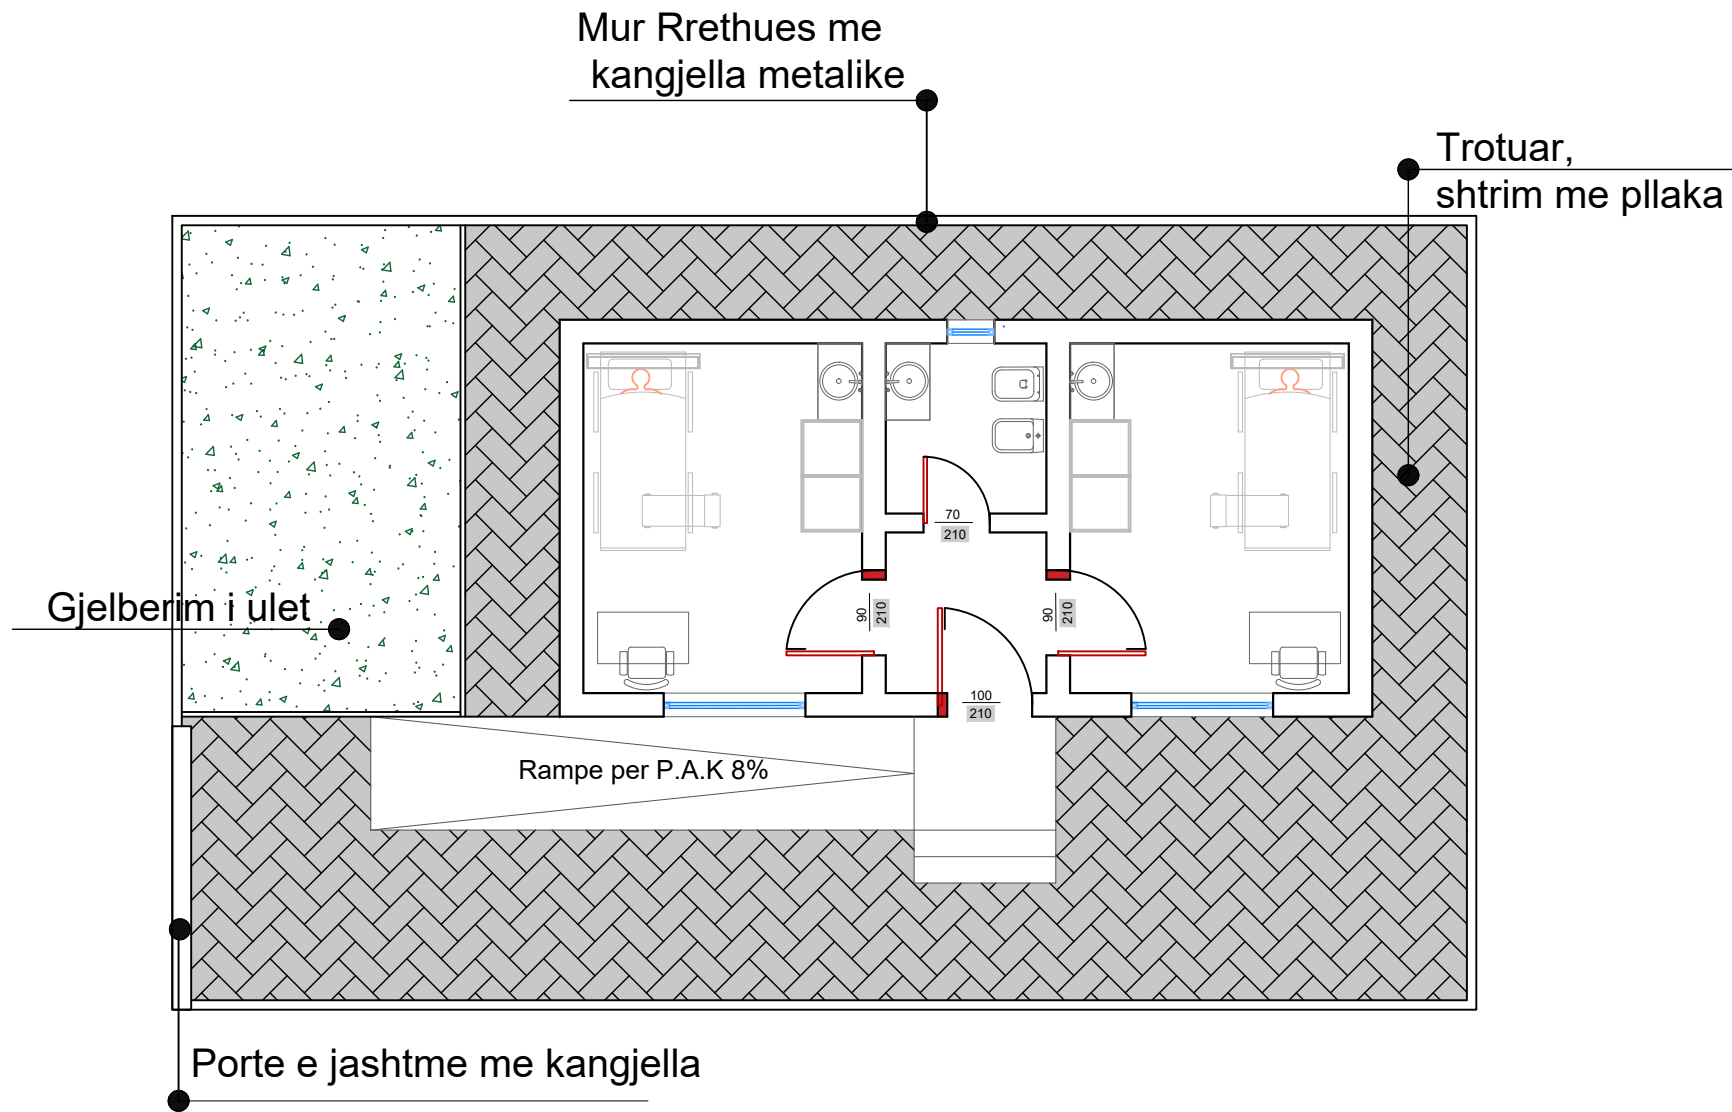 Mur Rrethues me
kangjella metalike
Trotuar,
shtrim me pllaka
70
210
Gjelberim i ulet
90
210
90
210
100
210
Rampe per P.A.K 8%
Porte e jashtme me kangjella